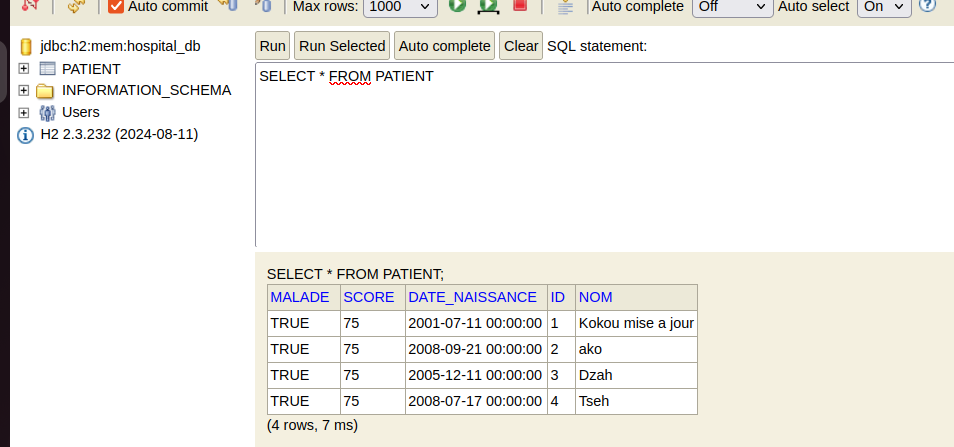 Auto commit Max rows: 1000 Auto complete Off Auto select On ?
jdbc:h2:mem:hospital_db
PATIENT
INFORMATION_SCHEMA
Users
H2 2.3.232 (2024-08-11)
Run Run Selected Auto complete Clear SQL statement:
SELECT * FROM PATIENT
SELECT * FROM PATIENT;
MALADE SCORE DATE_NAISSANCE ID NOM
TRUE 75 2001-07-11 00:00:00 1 Kokou mise a jour
TRUE 75 2008-09-21 00:00:00 2 ako
TRUE 75 2005-12-11 00:00:00 3 Dzah
TRUE 75 2008-07-17 00:00:00 4 Tseh
(4 rows, 7 ms)